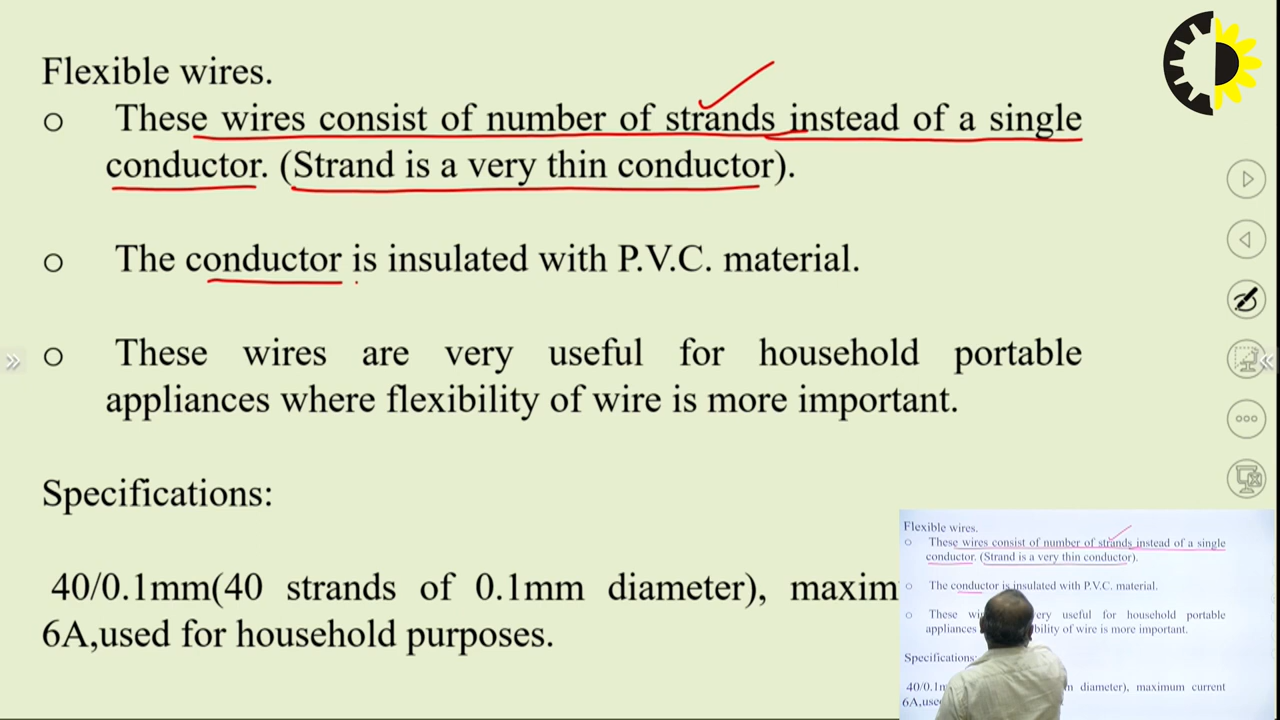 Flexible wires.
o These wires consist of number of strands instead of a single
conductor. (Strand is a very thin conductor).
o The conductor is insulated with P.V.C. material.
o These wires are very useful for household portable
appliances where flexibility of wire is more important.
Specifications:
40/0.1mm(40 strands of 0.1mm diameter), maxim
6A,used for household purposes.
Flexible wires.
o These wires consist of number of strands instead of a single
conductor. (Strand is a very thin conductor).
o The conductor is insulated with P.V.C. material.
o These wi ery useful for household portable
appliances bility of wire is more important.
Specifications:
40/0.1m m diameter), maximum current
6A,used